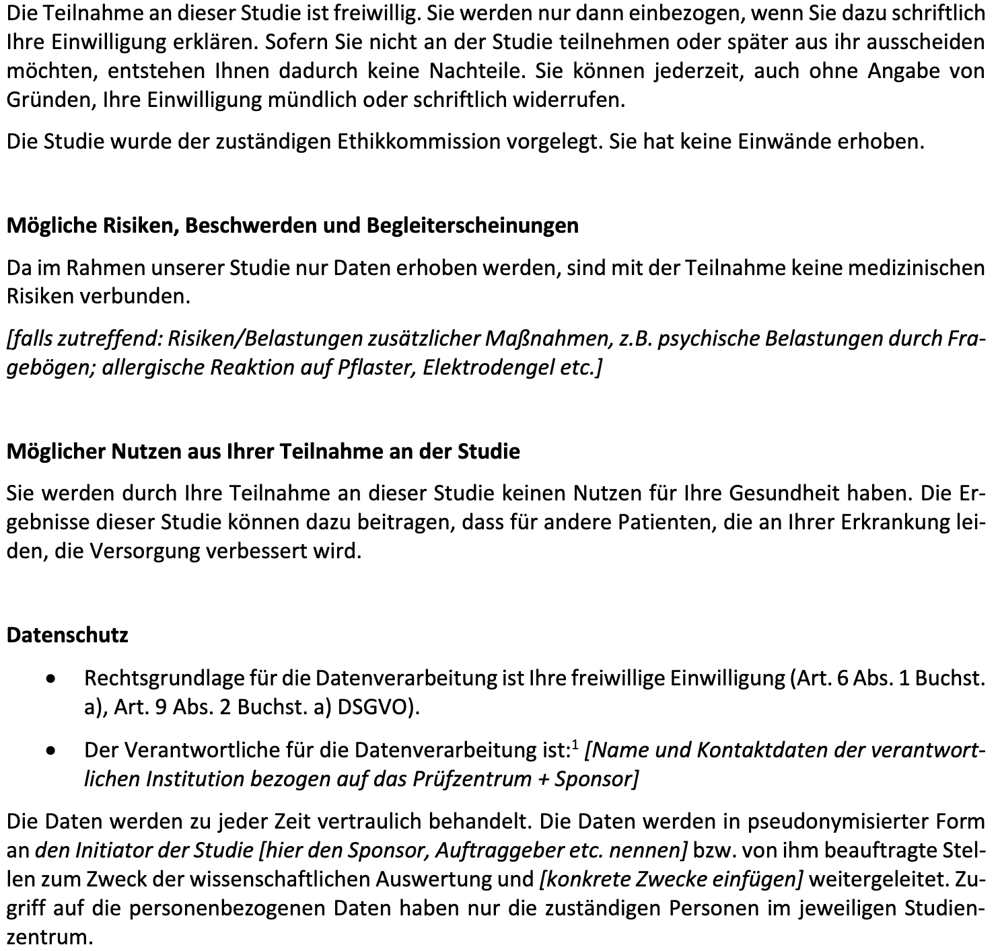 Die Teilnahme an dieser Studie ist freiwillig. Sie werden nur dann einbezogen, wenn Sie dazu schriftlich
Ihre Einwilligung erklären. Sofern Sie nicht an der Studie teilnehmen oder später aus ihr ausscheiden
möchten, entstehen Ihnen dadurch keine Nachteile. Sie können jederzeit, auch ohne Angabe von
Gründen, Ihre Einwilligung mündlich oder schriftlich widerrufen.
Die Studie wurde der zuständigen Ethikkommission vorgelegt. Sie hat keine Einwände erhoben.
Mögliche Risiken, Beschwerden und Begleiterscheinungen
Da im Rahmen unserer Studie nur Daten erhoben werden, sind mit der Teilnahme keine medizinischen
Risiken verbunden.
[falls zutreffend: Risiken/Belastungen zusätzlicher Maßnahmen, z.B. psychische Belastungen durch Fra-
gebögen; allergische Reaktion auf Pflaster, Elektrodengel etc.]
Möglicher Nutzen aus Ihrer Teilnahme an der Studie
Sie werden durch Ihre Teilnahme an dieser Studie keinen Nutzen für Ihre Gesundheit haben. Die Er-
gebnisse dieser Studie können dazu beitragen, dass für andere Patienten, die an Ihrer Erkrankung lei-
den, die Versorgung verbessert wird.
Datenschutz
• Rechtsgrundlage für die Datenverarbeitung ist Ihre freiwillige Einwilligung (Art. 6 Abs. 1 Buchst.
a), Art. 9 Abs. 2 Buchst. a) DSGVO).
• Der Verantwortliche für die Datenverarbeitung ist:¹ [Name und Kontaktdaten der verantwort-
lichen Institution bezogen auf das Prüfzentrum + Sponsor]
Die Daten werden zu jeder Zeit vertraulich behandelt. Die Daten werden in pseudonymisierter Form
an den Initiator der Studie [hier den Sponsor, Auftraggeber etc. nennen] bzw. von ihm beauftragte Stel-
len zum Zweck der wissenschaftlichen Auswertung und [konkrete Zwecke einfügen] weitergeleitet. Zu-
griff auf die personenbezogenen Daten haben nur die zuständigen Personen im jeweiligen Studien-
zentrum.